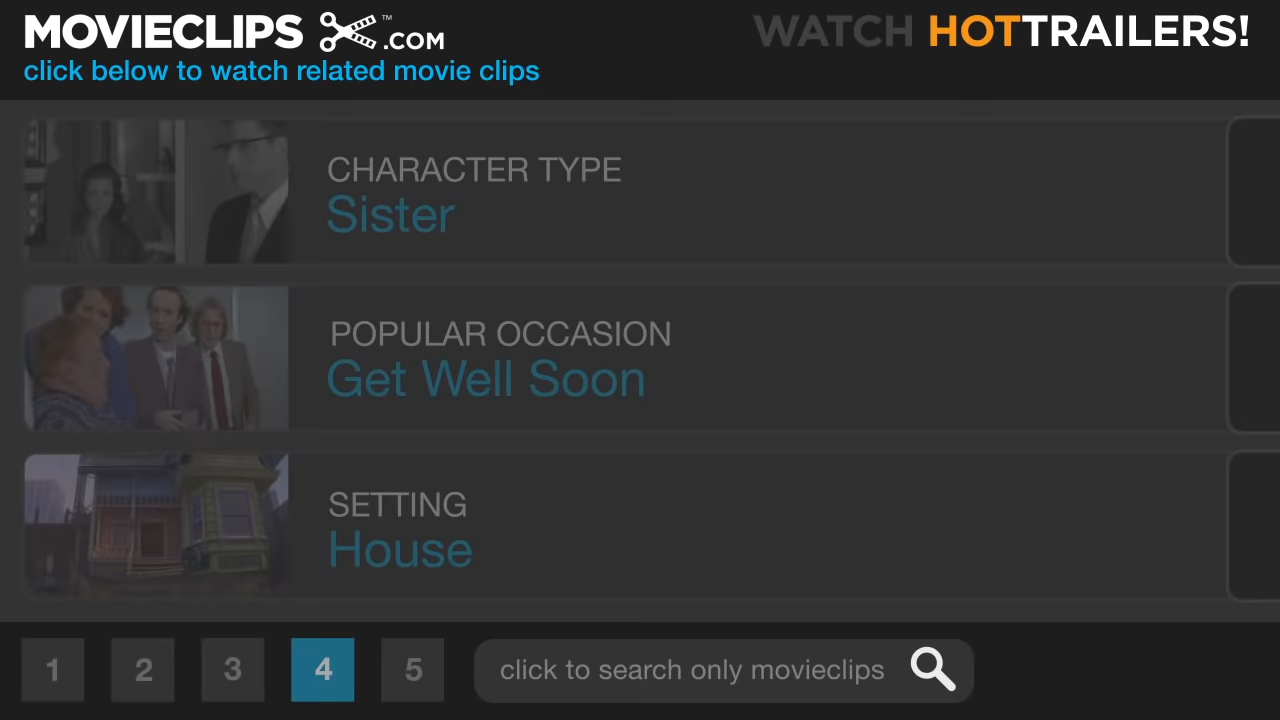 MOVIECLIPS ™ .COM
WATCH HOTTRAILERS!
click below to watch related movie clips
CHARACTER TYPE
Sister
POPULAR OCCASION
Get Well Soon
SETTING
House
1 2 3 4 5 click to search only movieclips